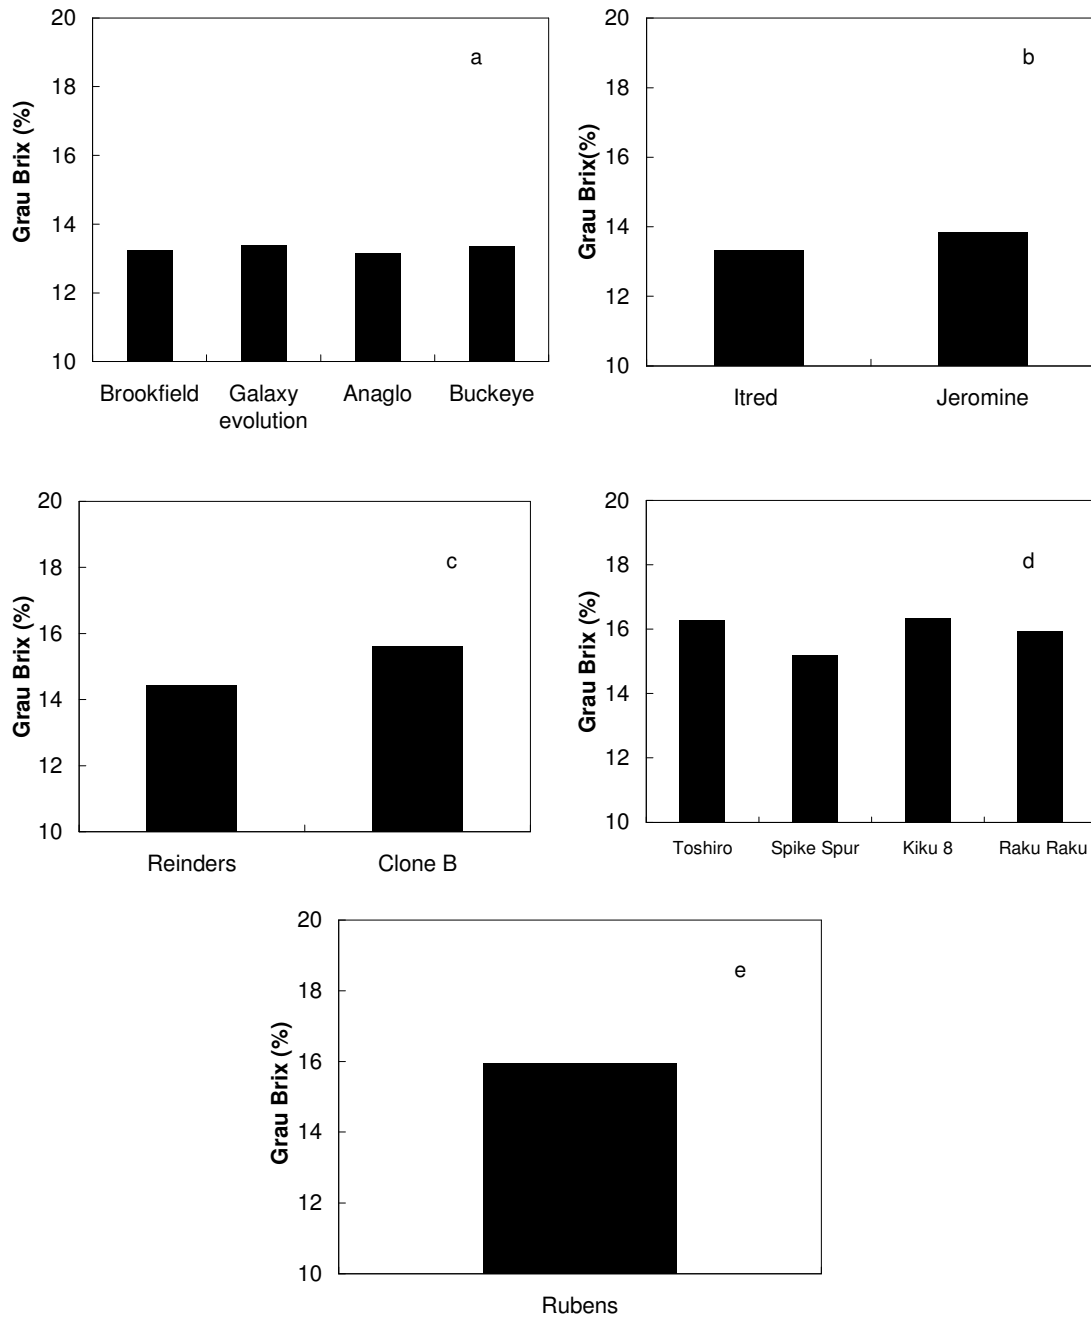 20
18
16
14
12
10
Grau Brix (%)
a
Brookfield Galaxy evolution Anaglo Buckeye
20
18
16
14
12
10
Grau Brix(%)
b
Itred Jeromine
20
18
16
14
12
10
Grau Brix (%)
c
Reinders Clone B
20
18
16
14
12
10
Grau Brix (%)
d
Toshiro Spike Spur Kiku 8 Raku Raku
20
18
16
14
12
10
Grau Brix (%)
e
Rubens